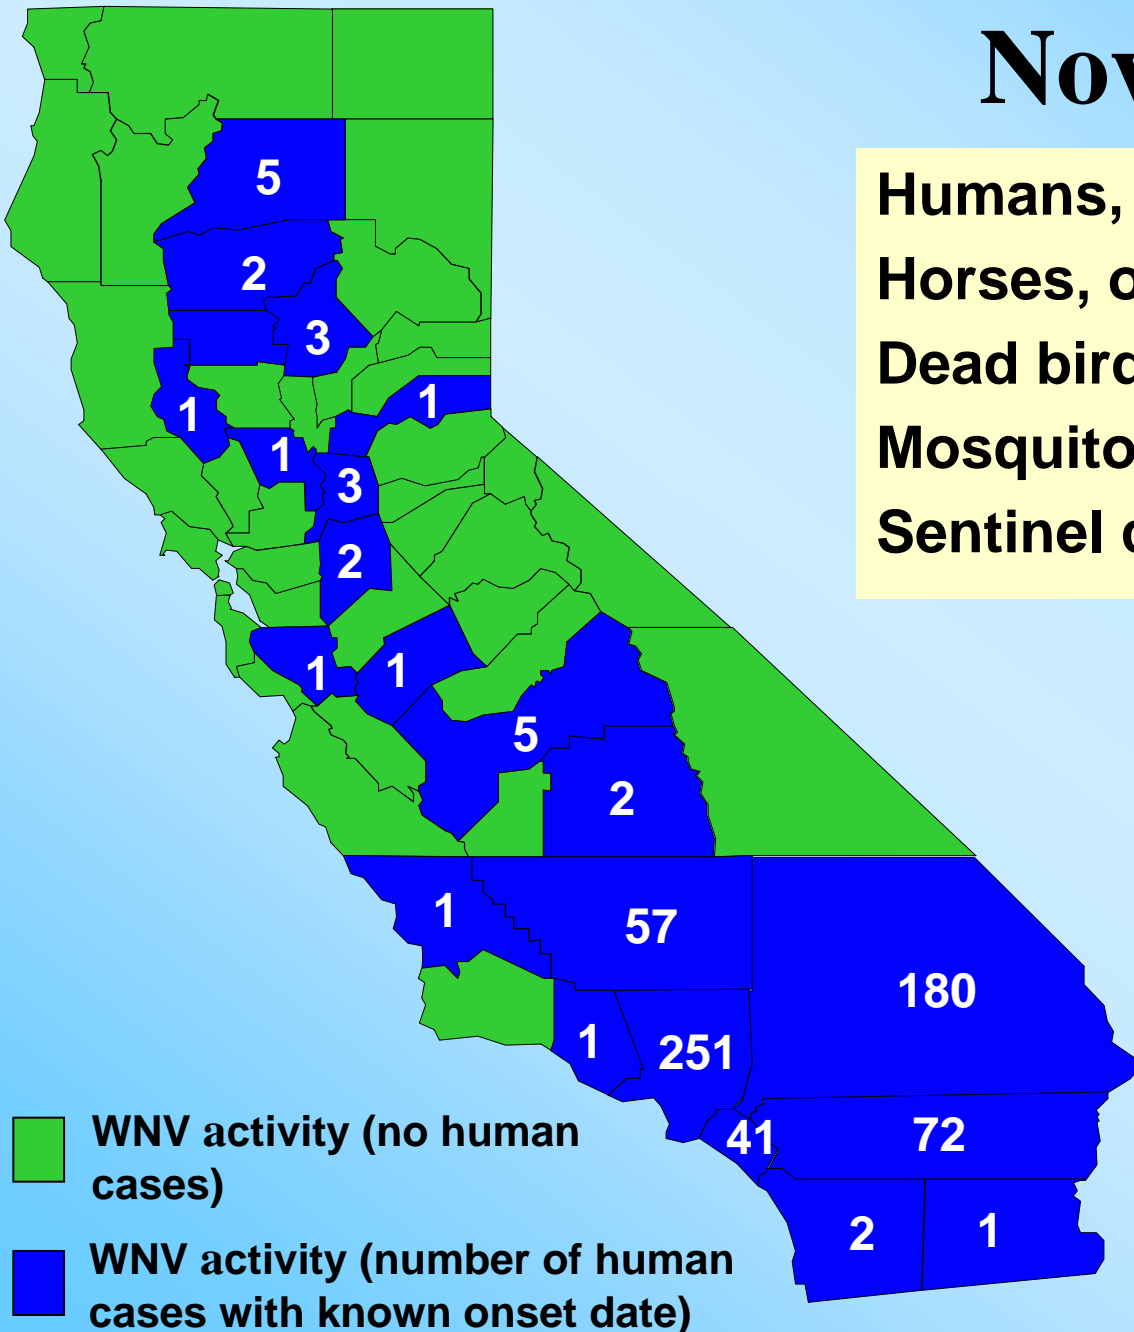 Nov
Humans,
Horses, o
Dead bird
Mosquito
Sentinel
5
2
3
1
1
1
3
2
1
1
5
2
1
57
180
1
251
41
72
2
1
WNV activity (no human
cases)
WNV activity (number of human
cases with known onset date)